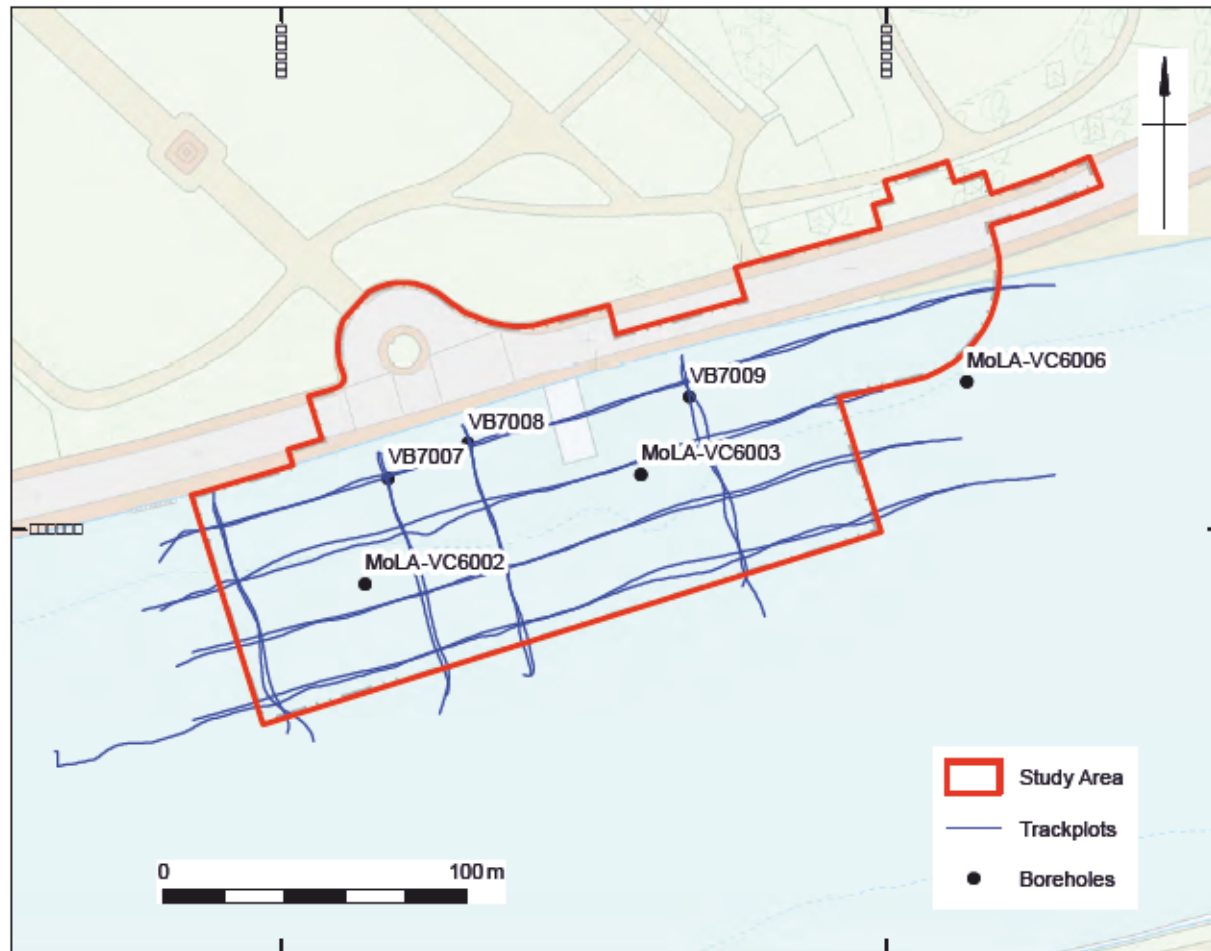 MoLA-VC6006
VB7009
VB7008
VB7007
MoLA-VC6003
MoLA-VC6002
Study Area
Trackplots
Boreholes
0 100 m